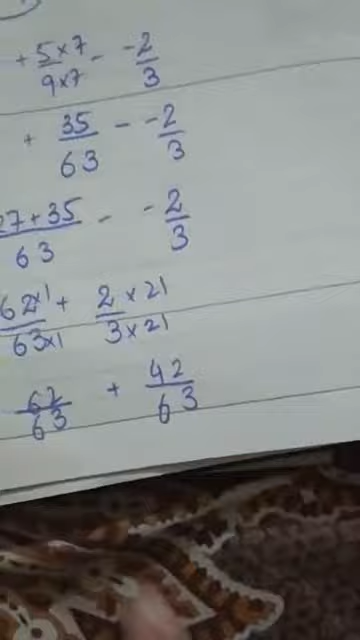 + 5×7/9×7 - -2/3
+ 35/63 - -2/3
27+35/63 - -2/3
62×1/63×1 + 2×21/3×21
62/63 + 42/63